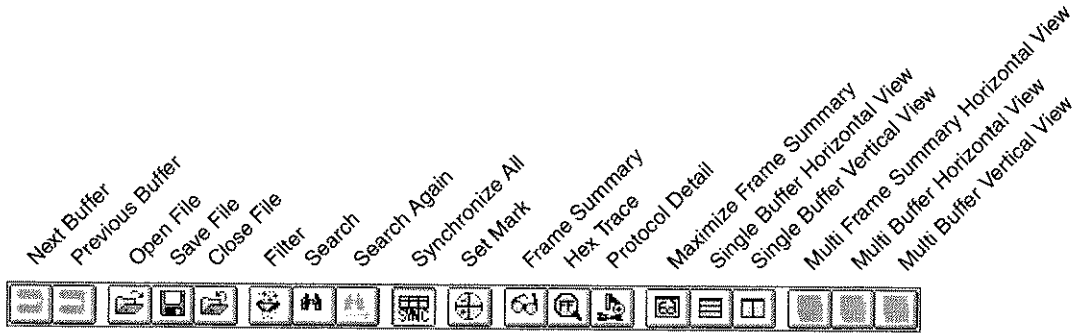 Next Buffer
Previous Buffer
Open File
Save File
Close File
Filter
Search
Search Again
Synchronize All
Set Mark
Frame Summary
Hex Trace
Protocol Detail
Maximize Frame Summary
Single Buffer Horizontal View
Single Buffer Vertical View
Multi Frame Summary Horizontal View
Multi Buffer Horizontal View
Multi Buffer Vertical View
SYNC
FF